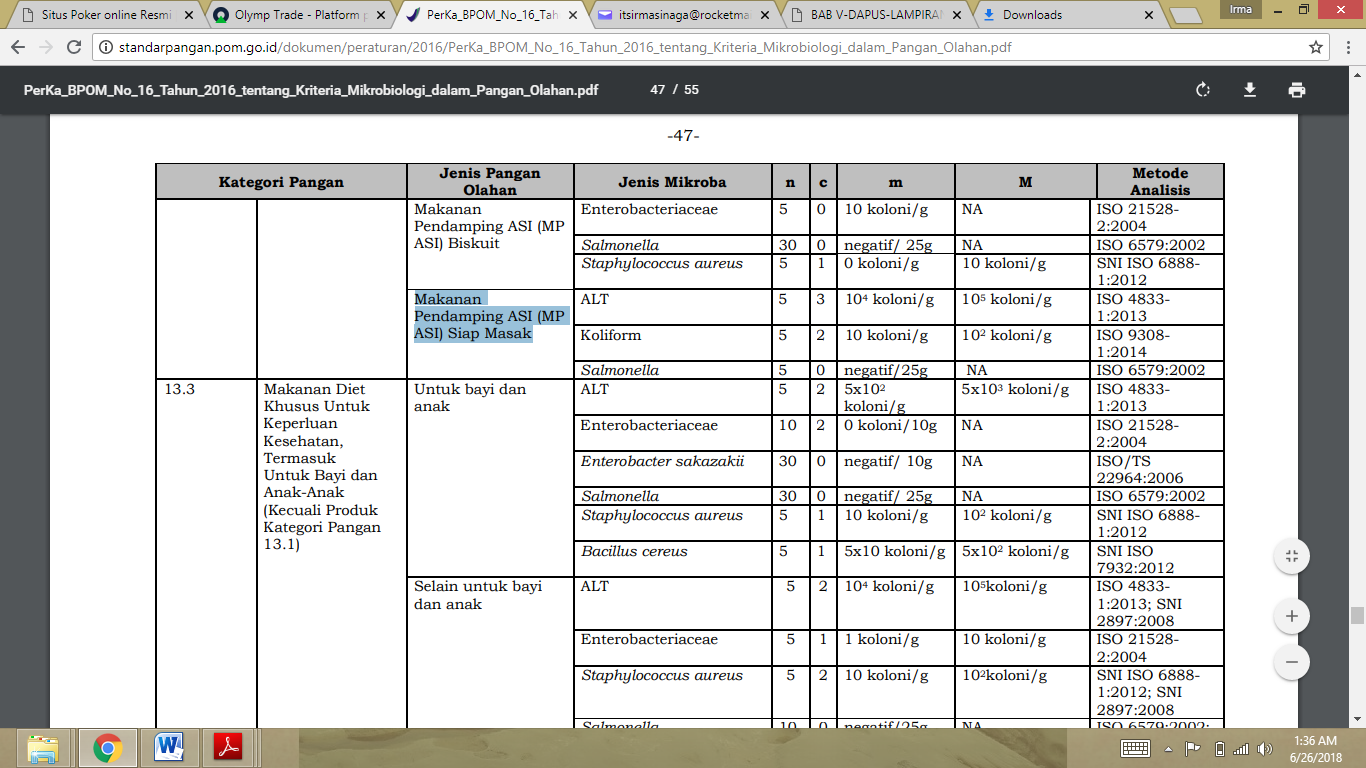 Situs Poker online Resmi
Olymp Trade - Platform
PerKa_BPOM_No_16_Tah
itsirmasinaga@rocketma
BAB V-DAPUS-LAMPIRAN
Downloads
Irma
standarpangan.pom.go.id/dokumen/peraturan/2016/PerKa_BPOM_No_16_Tahun_2016_tentang_Kriteria_Mikrobiologi_dalam_Pangan_Olahan.pdf
PerKa_BPOM_No_16_Tahun_2016_tentang_Kriteria_Mikrobiologi_dalam_Pangan_Olahan.pdf 47 / 55
-47-
Kategori Pangan
Jenis Pangan
Olahan
Jenis Mikroba
n
c
m
M
Metode
Analisis
Makanan
Pendamping ASI (MP
ASI) Biskuit
Enterobacteriaceae 5 0 10 koloni/g NA ISO 21528-
2:2004
Salmonella 30 0 negatif/ 25g NA ISO 6579:2002
Staphylococcus aureus 5 1 0 koloni/g 10 koloni/g SNI ISO 6888-
1:2012
Makanan
Pendamping ASI (MP
ASI) Siap Masak
ALT 5 3 10⁴ koloni/g 10⁵ koloni/g ISO 4833-
1:2013
Koliform 5 2 10 koloni/g 10² koloni/g ISO 9308-
1:2014
Salmonella 5 0 negatif/25g NA ISO 6579:2002
13.3
Makanan Diet
Khusus Untuk
Keperluan
Kesehatan,
Termasuk
Untuk Bayi dan
Anak-Anak
(Kecuali Produk
Kategori Pangan
13.1)
Untuk bayi dan
anak
ALT 5 2 5x10² 5x10³ koloni/g ISO 4833-
koloni/g 1:2013
Enterobacteriaceae 10 2 0 koloni/10g NA ISO 21528-
2:2004
Enterobacter sakazakii 30 0 negatif/ 10g NA ISO/TS
22964:2006
Salmonella 30 0 negatif/ 25g NA ISO 6579:2002
Staphylococcus aureus 5 1 10 koloni/g 10² koloni/g SNI ISO 6888-
1:2012
Bacillus cereus 5 1 5x10 koloni/g 5x10² koloni/g SNI ISO
7932:2012
Selain untuk bayi
dan anak
ALT 5 2 10⁴ koloni/g 10⁵koloni/g ISO 4833-
1:2013; SNI
2897:2008
Enterobacteriaceae 5 1 1 koloni/g 10 koloni/g ISO 21528-
2:2004
Staphylococcus aureus 5 2 10 koloni/g 10²koloni/g SNI ISO 6888-
1:2012; SNI
2897:2008
Salmonella 10 0 negatif/25g NA ISO 6579:2002;
1:36 AM
6/26/2018